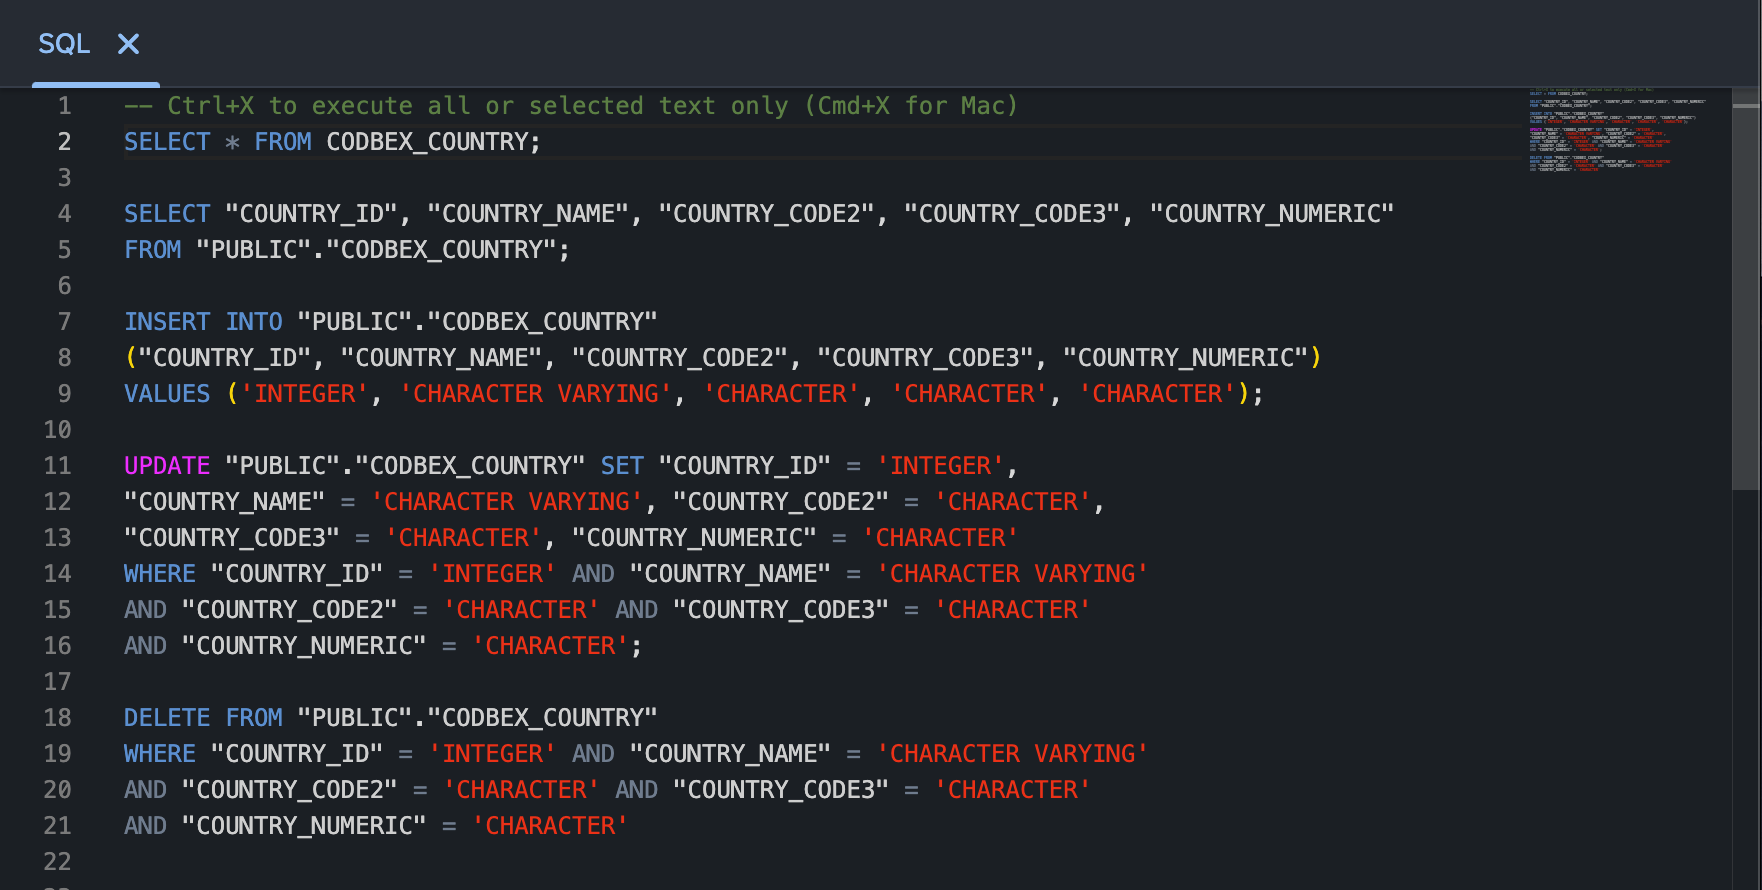 SQL
1 -- Ctrl+X to execute all or selected text only (Cmd+X for Mac)
2 SELECT * FROM CODBEX_COUNTRY;
3
4 SELECT "COUNTRY_ID", "COUNTRY_NAME", "COUNTRY_CODE2", "COUNTRY_CODE3", "COUNTRY_NUMERIC"
5 FROM "PUBLIC"."CODBEX_COUNTRY";
6
7 INSERT INTO "PUBLIC"."CODBEX_COUNTRY"
8 ("COUNTRY_ID", "COUNTRY_NAME", "COUNTRY_CODE2", "COUNTRY_CODE3", "COUNTRY_NUMERIC")
9 VALUES ('INTEGER', 'CHARACTER VARYING', 'CHARACTER', 'CHARACTER', 'CHARACTER');
10
11 UPDATE "PUBLIC"."CODBEX_COUNTRY" SET "COUNTRY_ID" = 'INTEGER',
12 "COUNTRY_NAME" = 'CHARACTER VARYING', "COUNTRY_CODE2" = 'CHARACTER',
13 "COUNTRY_CODE3" = 'CHARACTER', "COUNTRY_NUMERIC" = 'CHARACTER'
14 WHERE "COUNTRY_ID" = 'INTEGER' AND "COUNTRY_NAME" = 'CHARACTER VARYING'
15 AND "COUNTRY_CODE2" = 'CHARACTER' AND "COUNTRY_CODE3" = 'CHARACTER'
16 AND "COUNTRY_NUMERIC" = 'CHARACTER';
17
18 DELETE FROM "PUBLIC"."CODBEX_COUNTRY"
19 WHERE "COUNTRY_ID" = 'INTEGER' AND "COUNTRY_NAME" = 'CHARACTER VARYING'
20 AND "COUNTRY_CODE2" = 'CHARACTER' AND "COUNTRY_CODE3" = 'CHARACTER'
21 AND "COUNTRY_NUMERIC" = 'CHARACTER'
22